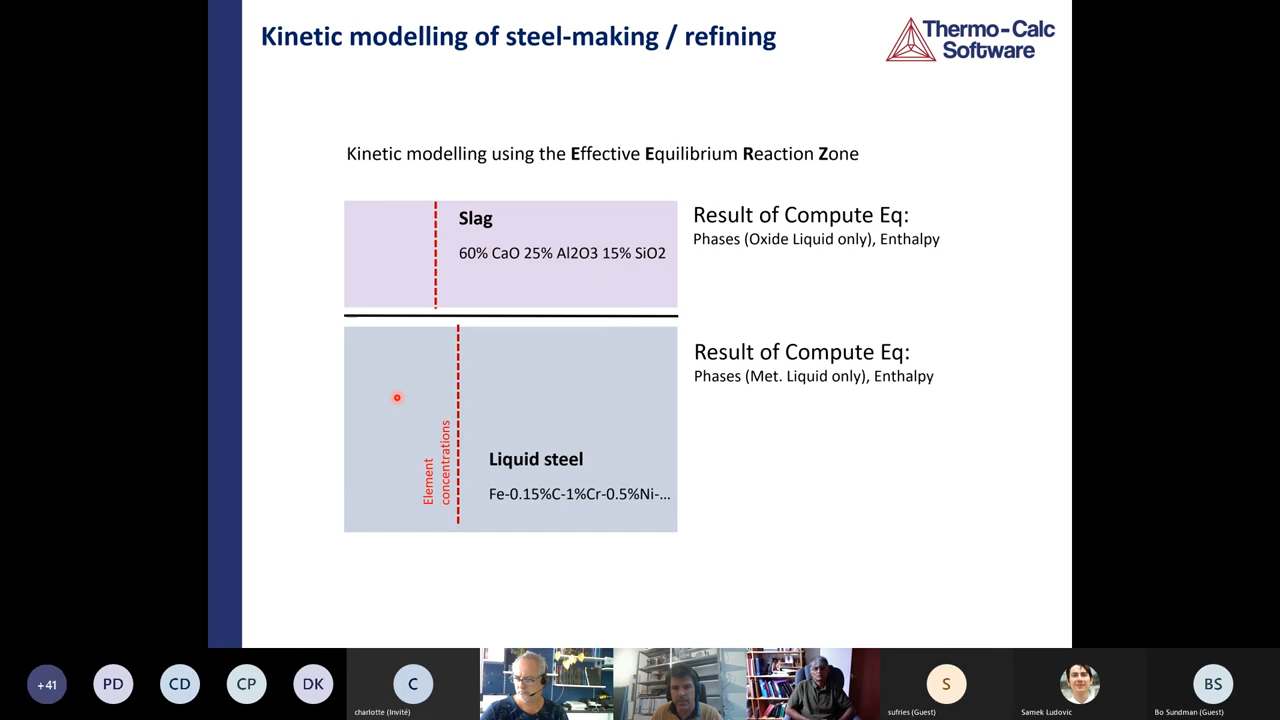 Kinetic modelling of steel-making / refining
Thermo-Calc
Software
Kinetic modelling using the Effective Equilibrium Reaction Zone
Slag
60% CaO 25% Al2O3 15% SiO2
Result of Compute Eq:
Phases (Oxide Liquid only), Enthalpy
Result of Compute Eq:
Phases (Met. Liquid only), Enthalpy
Element
concentrations
Liquid steel
Fe-0.15%C-1%Cr-0.5%Ni-...
+41
PD
CD
CP
DK
C
charlotte (Invité)
S
sufries (Guest)
Samek Ludovic
BS
Bo Sundman (Guest)